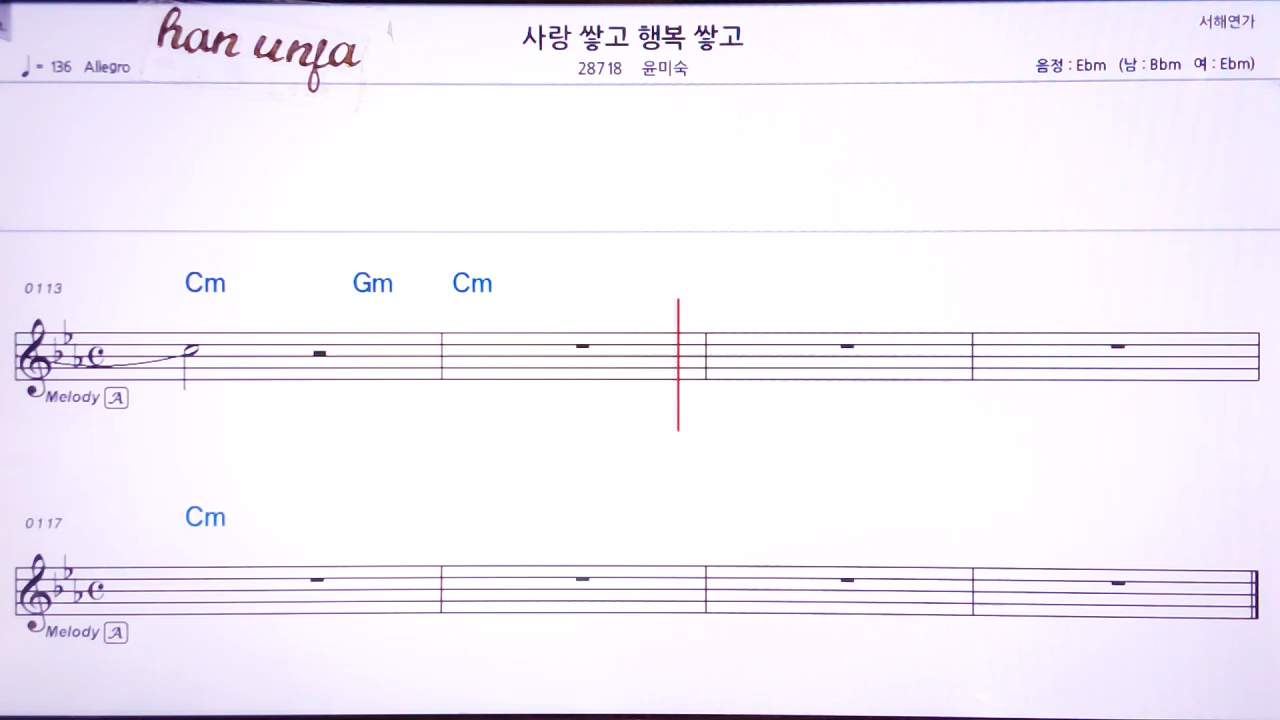 han unfa
사랑 쌓고 행복 쌓고
서해연가
♩= 136 Allegro
28718 윤미숙
음정 : Ebm (남 : Bbm 여 : Ebm)
0113
Cm Gm Cm
Melody A
0117
Cm
Melody A